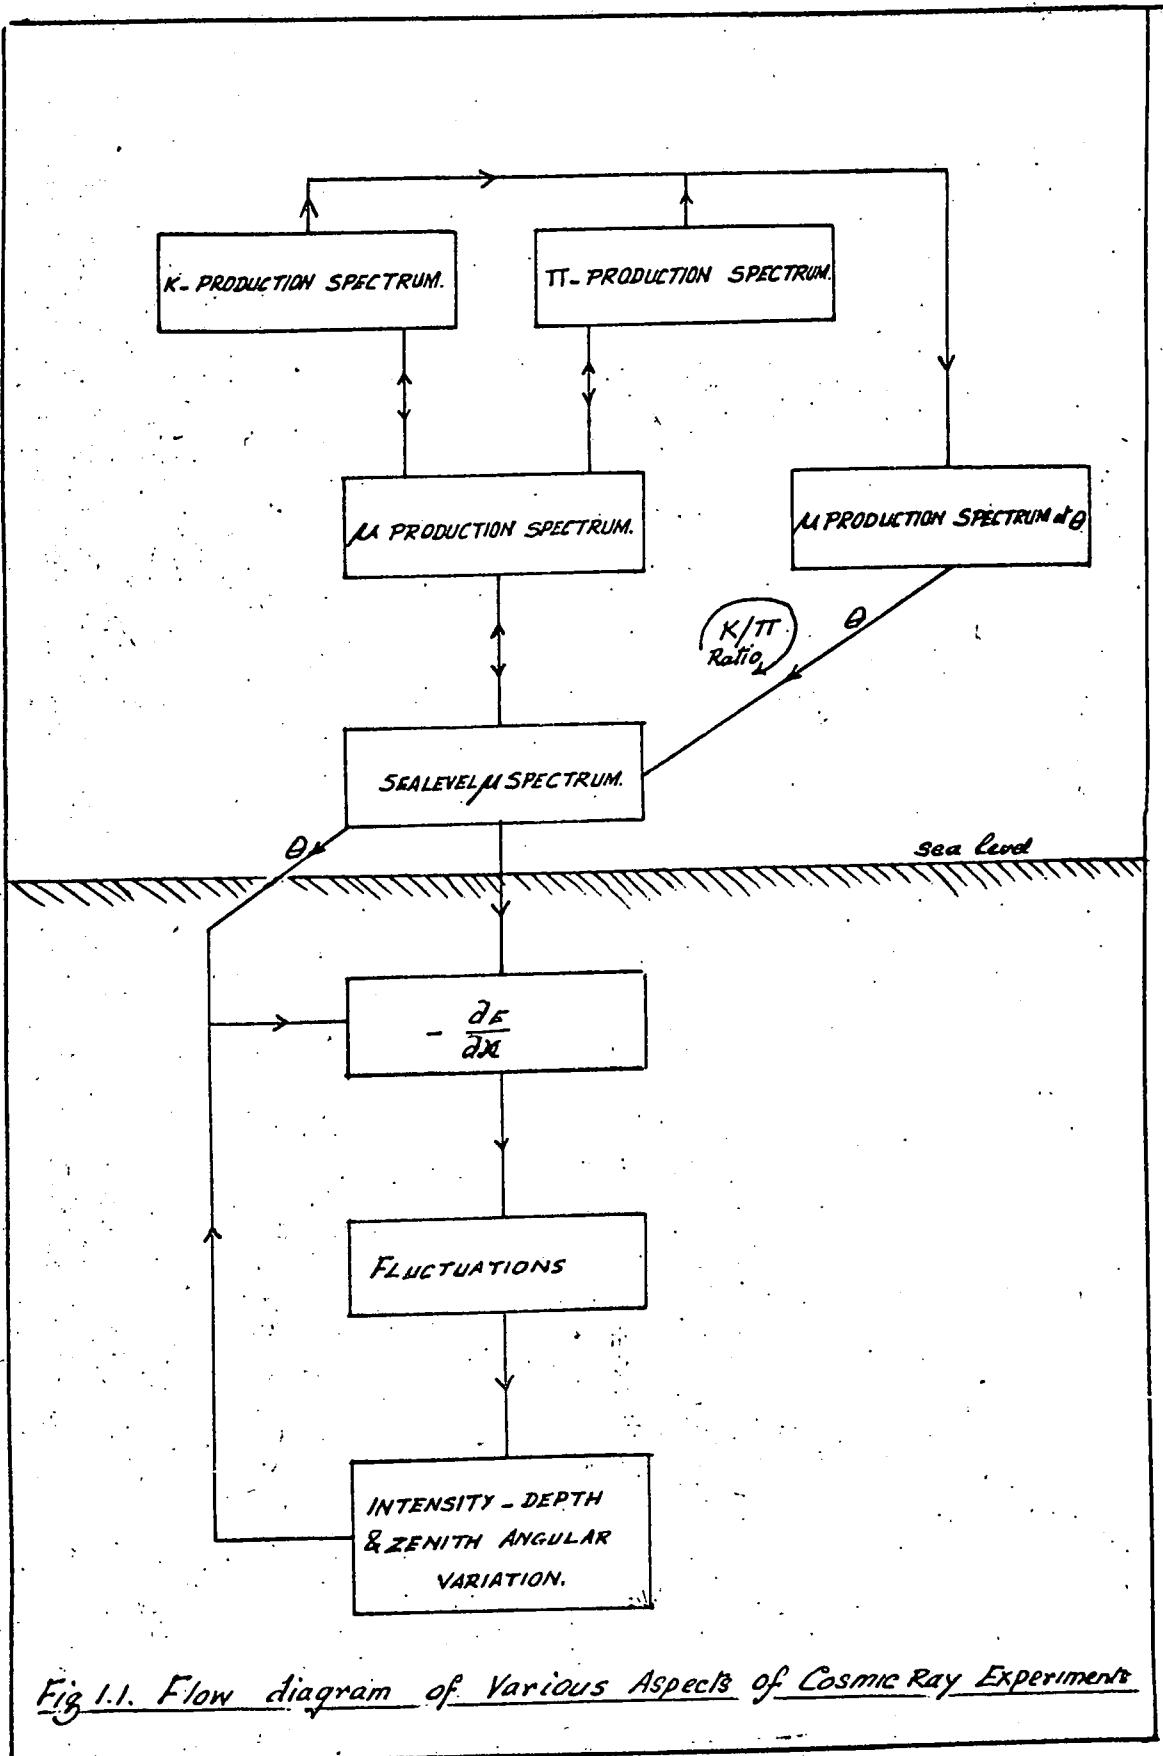 K-PRODUCTION SPECTRUM.
π-PRODUCTION SPECTRUM.
μ PRODUCTION SPECTRUM.
μ PRODUCTION SPECTRUM at θ
K/π
Ratio
θ
SEALEVEL μ SPECTRUM.
θ
sea level
- ∂E
∂x
FLUCTUATIONS
INTENSITY-DEPTH
& ZENITH ANGULAR
VARIATION.
Fig 1.1. Flow diagram of Various Aspects of Cosmic Ray Experiments